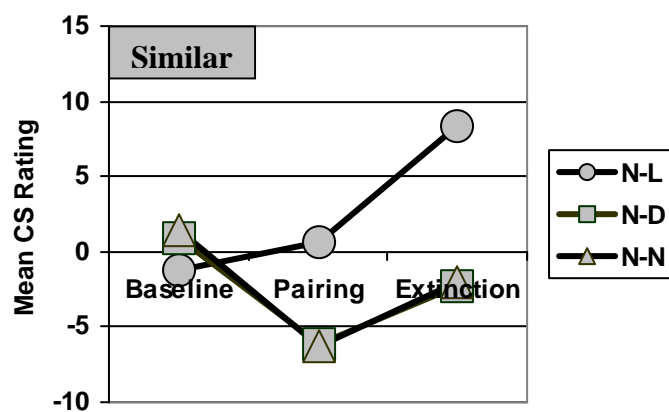 Similar
15
10
5
0
-5
-10
Mean CS Rating
Baseline Pairing Extinction
N-L
N-D
N-N